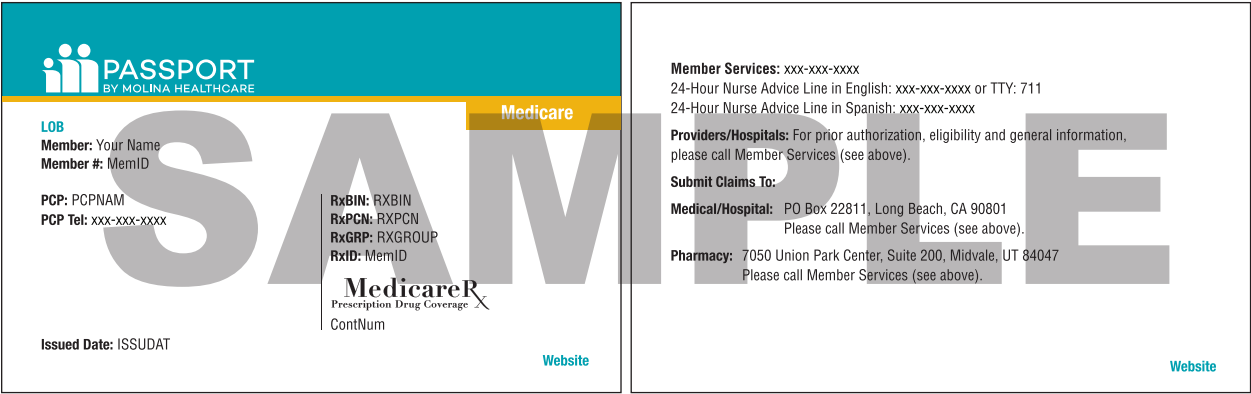 PASSPORT
BY MOLINA HEALTHCARE
Medicare
LOB
Member: Your Name
Member #: MemID
PCP: PCPNAM
PCP Tel: xxx-xxx-xxxx
RxBIN: RXBIN
RxPCN: RXPCN
RxGRP: RXGROUP
RxID: MemID
MedicareRx
Prescription Drug Coverage
ContNum
Issued Date: ISSUDAT
Website
Member Services: xxx-xxx-xxxx
24-Hour Nurse Advice Line in English: xxx-xxx-xxxx or TTY: 711
24-Hour Nurse Advice Line in Spanish: xxx-xxx-xxxx
Providers/Hospitals: For prior authorization, eligibility and general information,
please call Member Services (see above).
Submit Claims To:
Medical/Hospital: PO Box 22811, Long Beach, CA 90801
Please call Member Services (see above).
Pharmacy: 7050 Union Park Center, Suite 200, Midvale, UT 84047
Please call Member Services (see above).
Website
SAMPLE